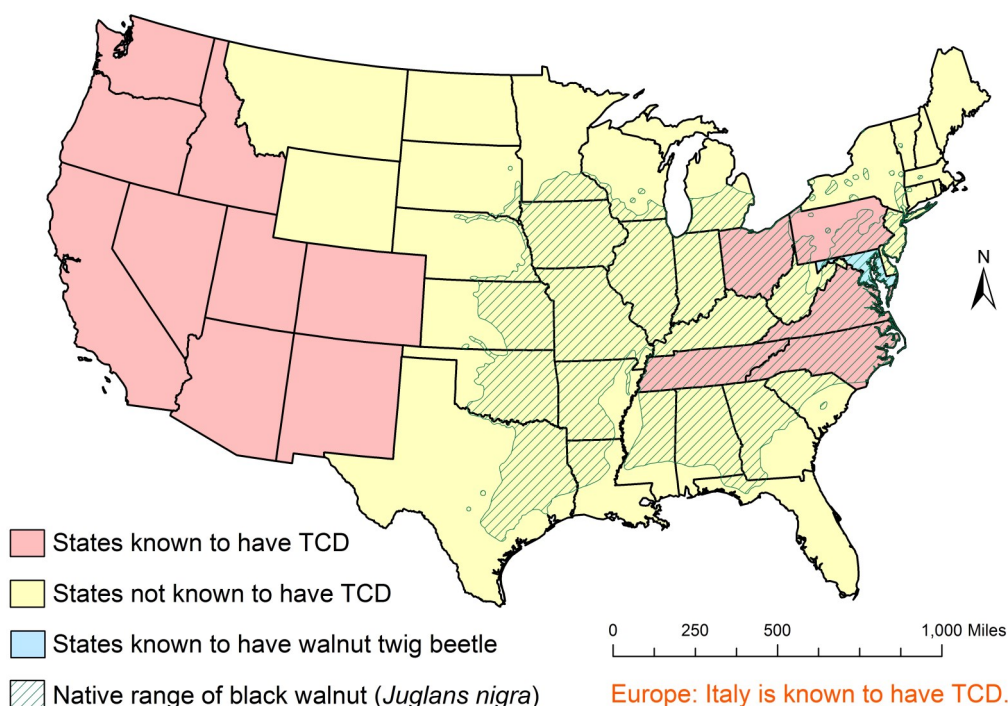 N
States known to have TCD
States not known to have TCD
States known to have walnut twig beetle
Native range of black walnut (Juglans nigra)
0 250 500 1,000 Miles
Europe: Italy is known to have TCD.